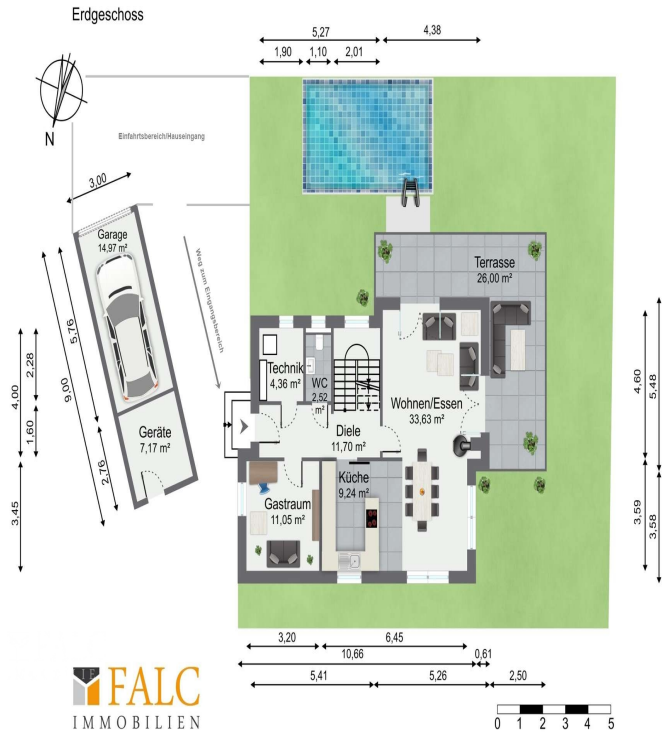 Erdgeschoss
5,27
4,38
1,90
1,10
2,01
N
Einfahrtsbereich/Hauseingang
3,00
Garage
14,97 m²
Weg zum Eingangsbereich
Terrasse
26,00 m²
5,76
9,00
2,28
4,00
1,60
3,45
2,76
Technik
4,36 m²
WC
2,52
m²
Wohnen/Essen
33,63 m²
4,60
5,48
Geräte
7,17 m²
Diele
11,70 m²
Küche
9,24 m²
Gastraum
11,05 m²
3,59
3,58
3,20
6,45
10,66
0,61
5,41
5,26
2,50
IF
FALC
IMMOBILIEN
0 1 2 3 4 5